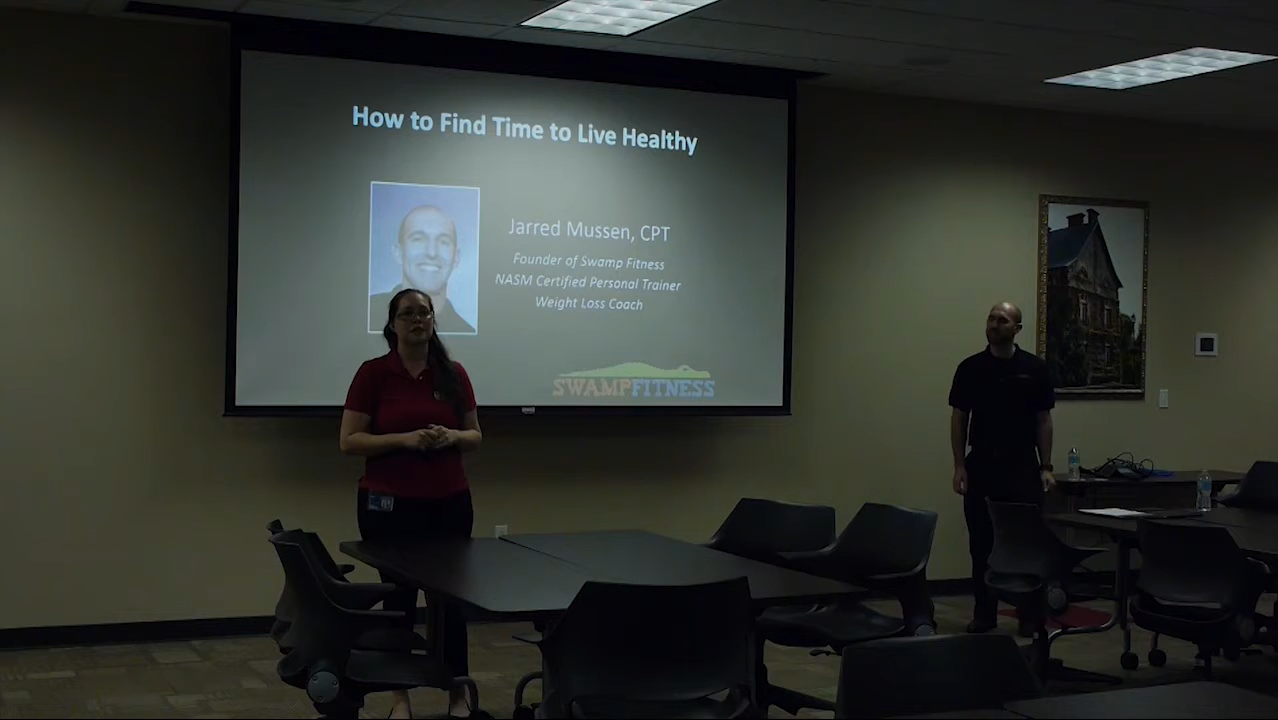 How to Find Time to Live Healthy
Jarred Mussen, CPT
Founder of Swamp Fitness
NASM Certified Personal Trainer
Weight Loss Coach
SWAMPFITNESS